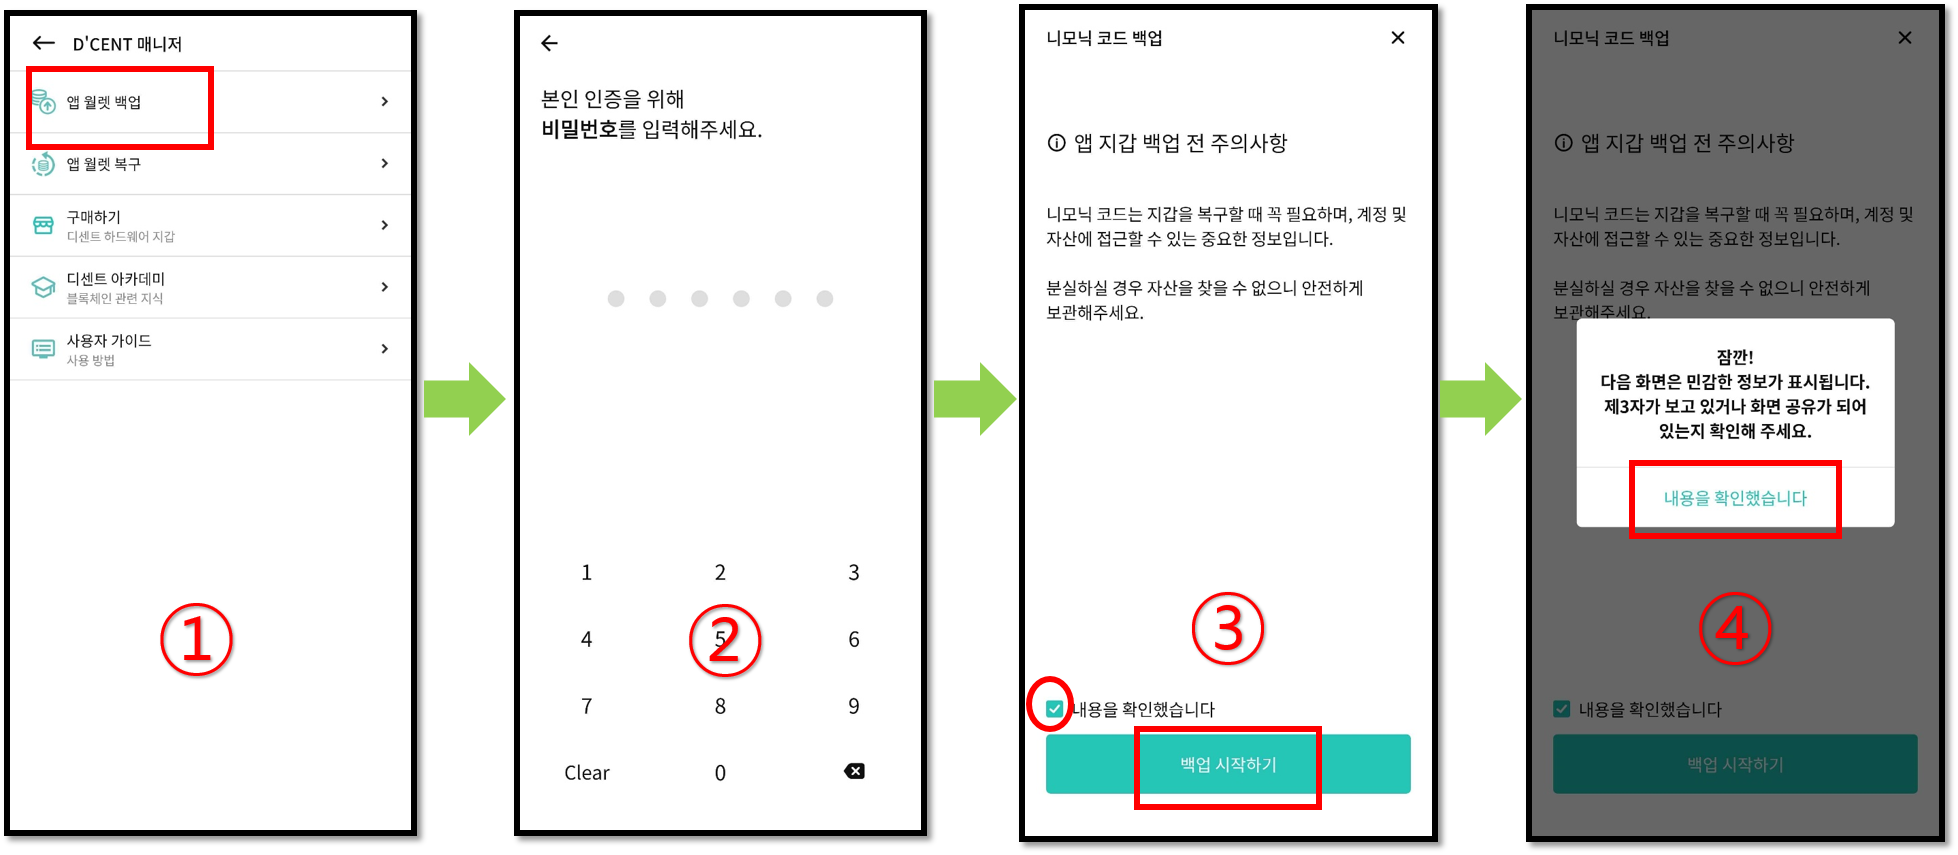 D'CENT 매니저
앱 월렛 백업
앱 월렛 복구
구매하기
디센트 하드웨어 지갑
디센트 아카데미
블록체인 관련 지식
사용자 가이드
사용 방법
①
본인 인증을 위해
비밀번호를 입력해주세요.
1 2 3
4 5 6
②
7 8 9
Clear 0
니모닉 코드 백업
앱 지갑 백업 전 주의사항
니모닉 코드는 지갑을 복구할 때 꼭 필요하며, 계정 및
자산에 접근할 수 있는 중요한 정보입니다.
분실하실 경우 자산을 찾을 수 없으니 안전하게
보관해주세요.
③
내용을 확인했습니다
백업 시작하기
니모닉 코드 백업
앱 지갑 백업 전 주의사항
니모닉 코드는 지갑을 복구할 때 꼭 필요하며, 계정 및
자산에 접근할 수 있는 중요한 정보입니다.
분실하실 경우 자산을 찾을 수 없으니 안전하게
보관해주세요.
잠깐!
다음 화면은 민감한 정보가 표시됩니다.
제3자가 보고 있거나 화면 공유가 되어
있는지 확인해 주세요.
내용을 확인했습니다
④
내용을 확인했습니다
백업 시작하기